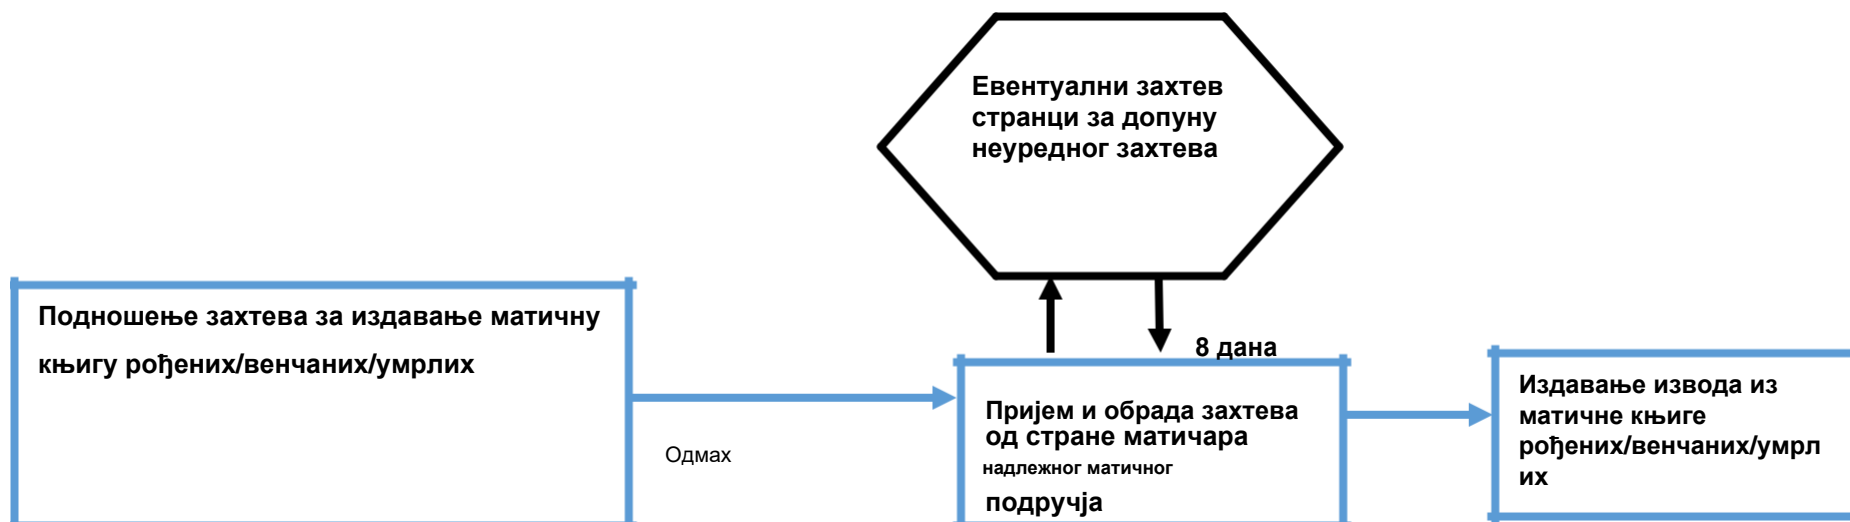 Евентуални захтев
странци за допуну
неуредног захтева
Подношење захтева за издавање матичну
књигу рођених/венчаних/умрлих
Одмах
8 дана
Пријем и обрада захтева
од стране матичара
надлежног матичног
подручја
Издавање извода из
матичне књиге
рођених/венчаних/умрл
их